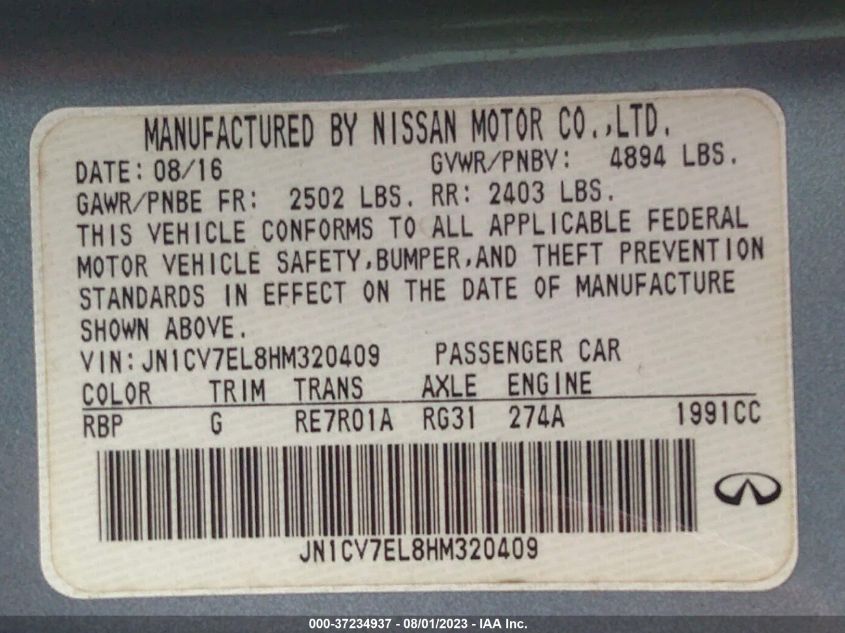 MANUFACTURED BY NISSAN MOTOR CO.,LTD.
DATE: 08/16 GVWR/PNBV: 4894 LBS.
GAWR/PNBE FR: 2502 LBS. RR: 2403 LBS.
THIS VEHICLE CONFORMS TO ALL APPLICABLE FEDERAL
MOTOR VEHICLE SAFETY,BUMPER,AND THEFT PREVENTION
STANDARDS IN EFFECT ON THE DATE OF MANUFACTURE
SHOWN ABOVE.
VIN: JN1CV7EL8HM320409 PASSENGER CAR
COLOR TRIM TRANS AXLE ENGINE
RBP G RE7R01A RG31 274A 1991CC
JN1CV7EL8HM320409
000-37234937 - 08/01/2023 - IAA Inc.